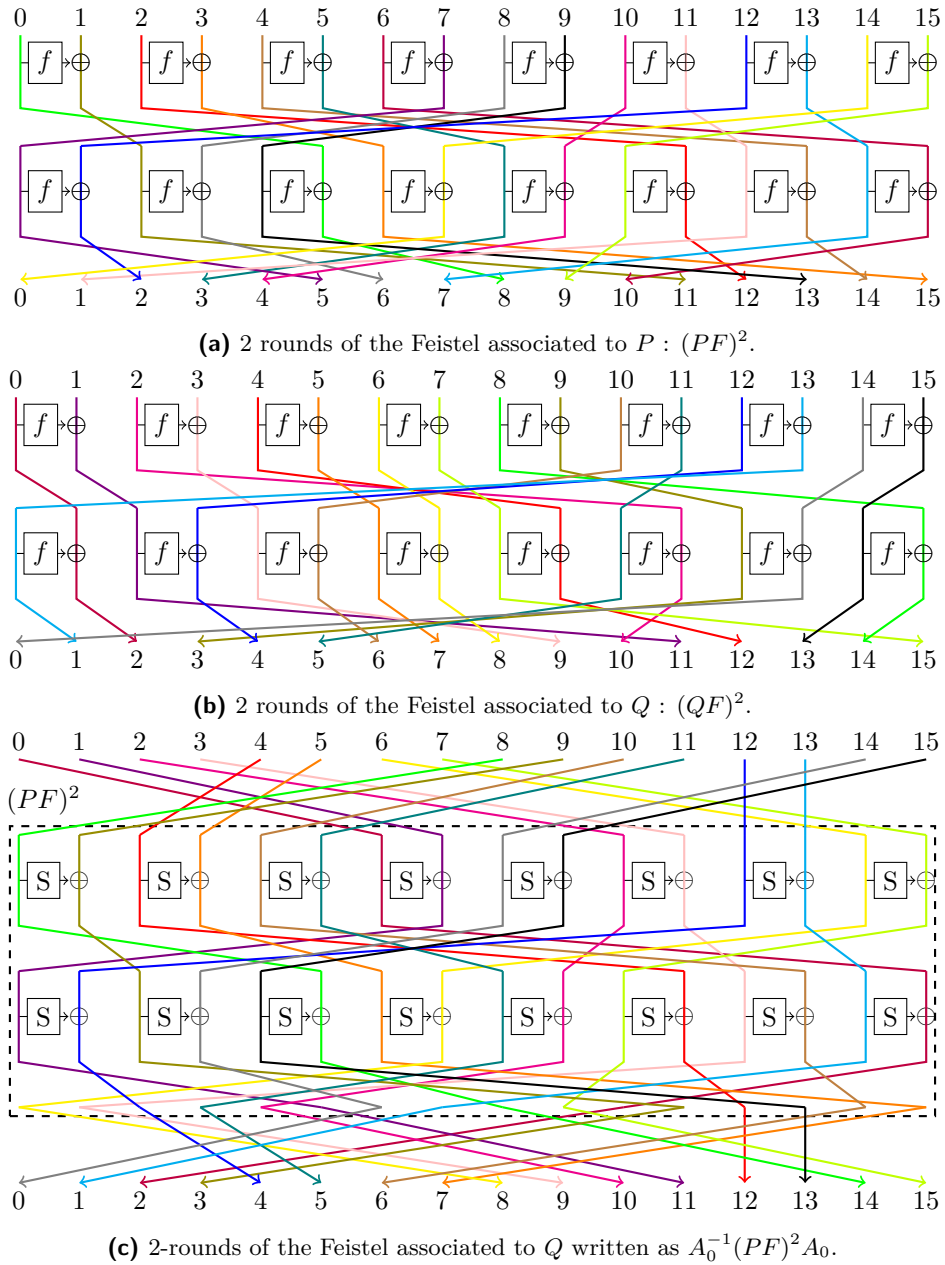 0 1 2 3 4 5 6 7 8 9 10 11 12 13 14 15
f f f f f f f f
f f f f f f f f
0 1 2 3 4 5 6 7 8 9 10 11 12 13 14 15
(a) 2 rounds of the Feistel associated to P : (PF)².
0 1 2 3 4 5 6 7 8 9 10 11 12 13 14 15
f f f f f f f f
f f f f f f f f
0 1 2 3 4 5 6 7 8 9 10 11 12 13 14 15
(b) 2 rounds of the Feistel associated to Q : (QF)².
0 1 2 3 4 5 6 7 8 9 10 11 12 13 14 15
(PF)²
S S S S S S S S
S S S S S S S S
0 1 2 3 4 5 6 7 8 9 10 11 12 13 14 15
(c) 2-rounds of the Feistel associated to Q written as A₀⁻¹(PF)²A₀.